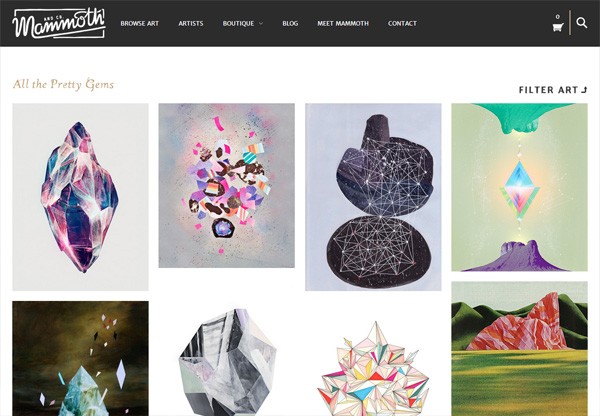 ART CO.
Mammoth
BROWSE ART ARTISTS BOUTIQUE BLOG MEET MAMMOTH CONTACT
0
All the Pretty Gems
FILTER ART